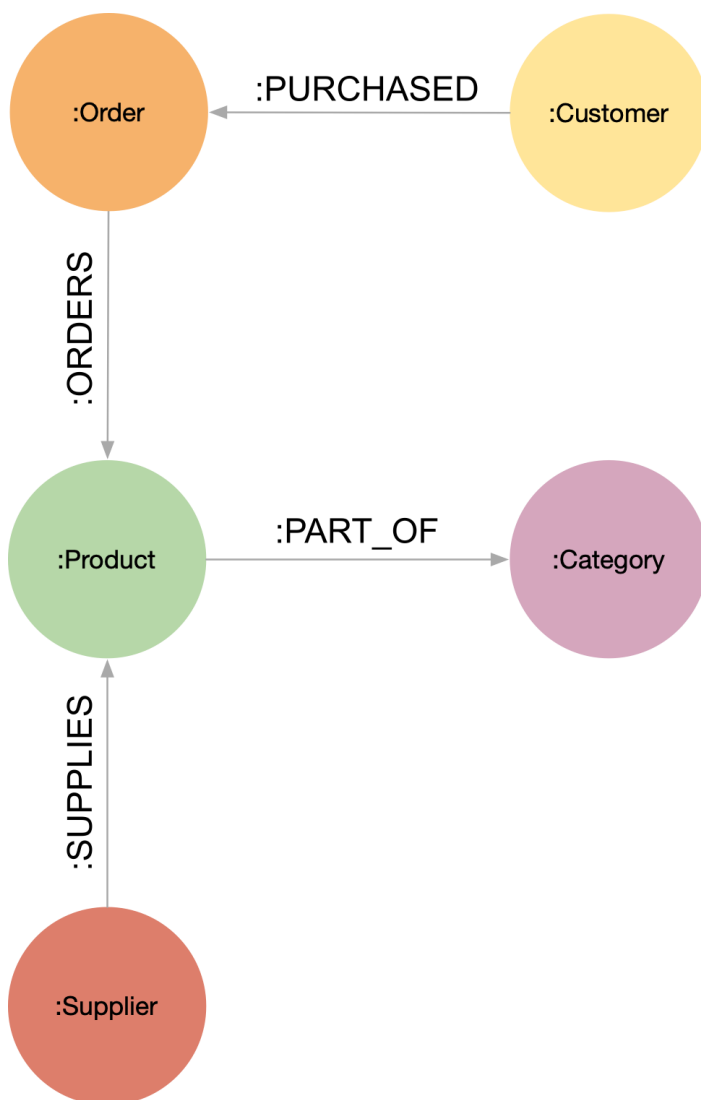 :PURCHASED
:Order
:Customer
:ORDERS
:PART_OF
:Product
:Category
:SUPPLIES
:Supplier